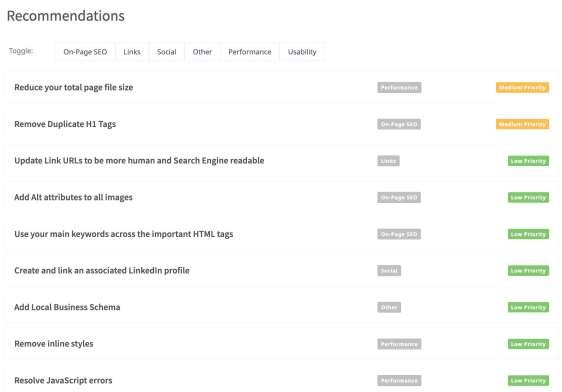 Recommendations
Toggle: On-Page SEO Links Social Other Performance Usability
Reduce your total page file size Performance Medium Priority
Remove Duplicate H1 Tags On-Page SEO Medium Priority
Update Link URLs to be more human and Search Engine readable Links Low Priority
Add Alt attributes to all images On-Page SEO Low Priority
Use your main keywords across the important HTML tags On-Page SEO Low Priority
Create and link an associated LinkedIn profile Social Low Priority
Add Local Business Schema Other Low Priority
Remove inline styles Performance Low Priority
Resolve JavaScript errors Performance Low Priority